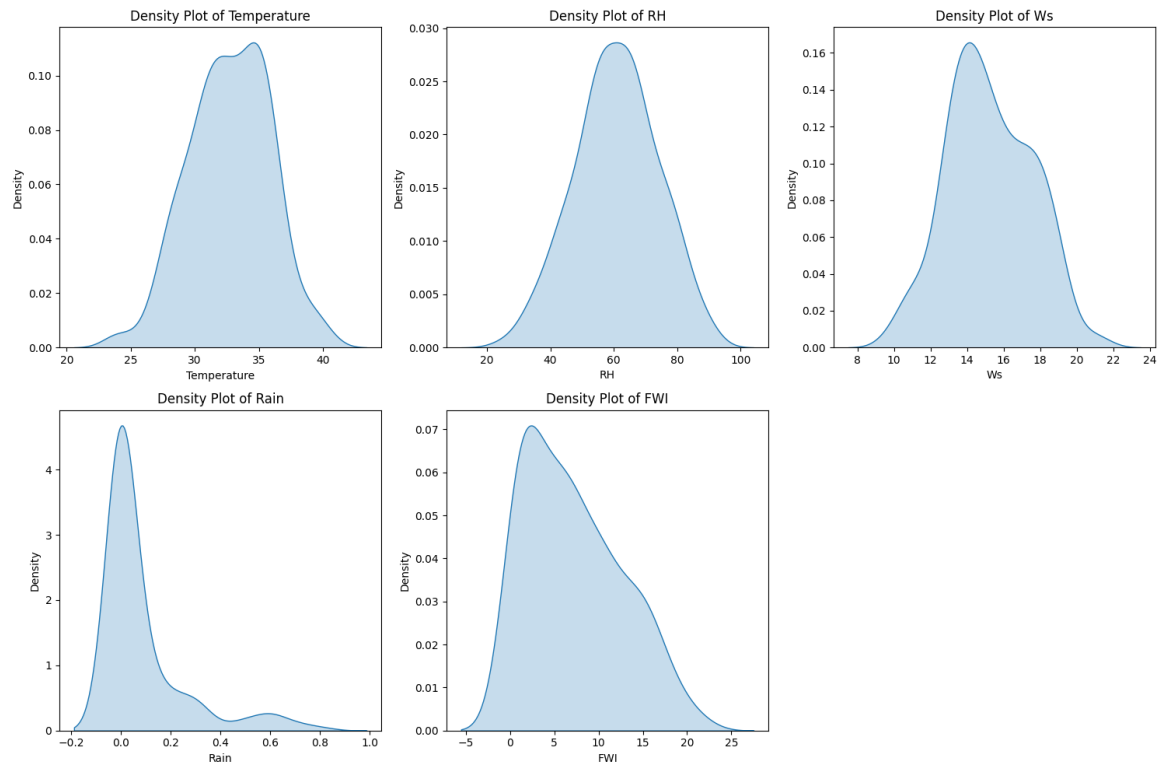 Density Plot of Temperature
Density
0.10
0.08
0.06
0.04
0.02
0.00
20 25 30 35 40
Temperature
Density Plot of RH
Density
0.030
0.025
0.020
0.015
0.010
0.005
0.000
20 40 60 80 100
RH
Density Plot of Ws
Density
0.16
0.14
0.12
0.10
0.08
0.06
0.04
0.02
0.00
8 10 12 14 16 18 20 22 24
Ws
Density Plot of Rain
Density
4
3
2
1
0
−0.2 0.0 0.2 0.4 0.6 0.8 1.0
Rain
Density Plot of FWI
Density
0.07
0.06
0.05
0.04
0.03
0.02
0.01
0.00
−5 0 5 10 15 20 25
FWI